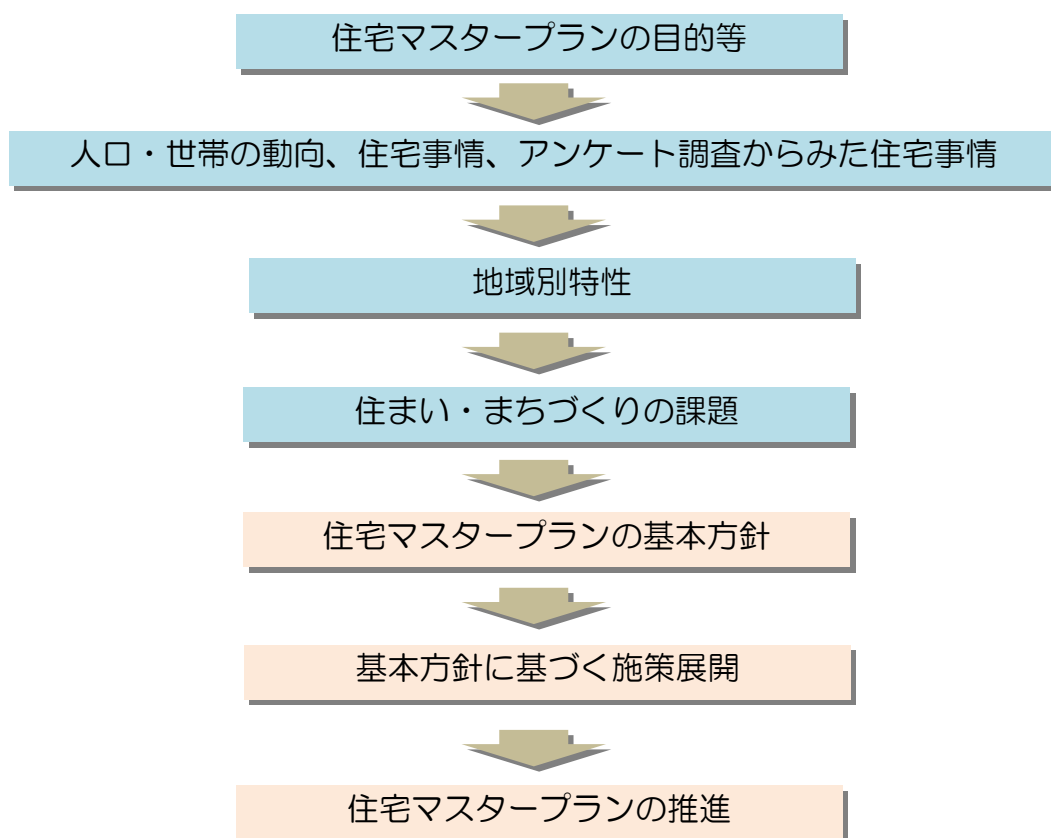 住宅マスタープランの目的等
人口・世帯の動向、住宅事情、アンケート調査からみた住宅事情
地域別特性
住まい・まちづくりの課題
住宅マスタープランの基本方針
基本方針に基づく施策展開
住宅マスタープランの推進